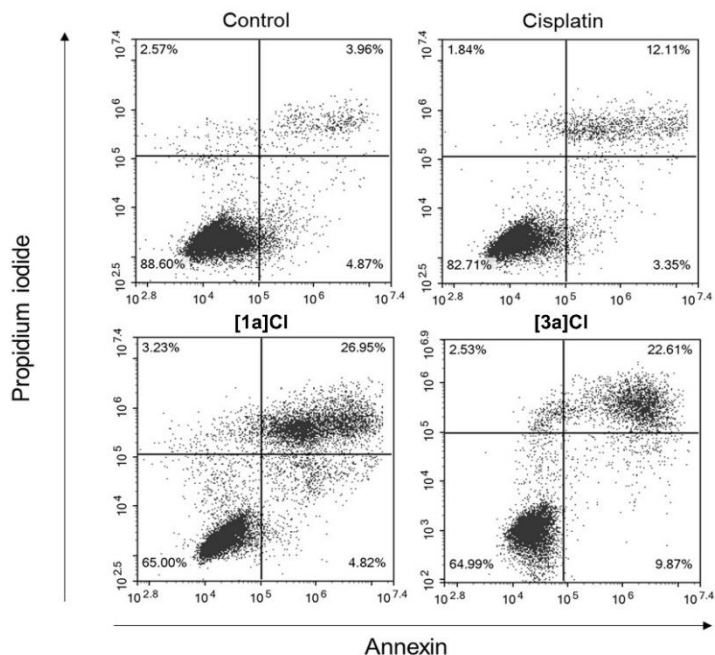 Control
Cisplatin
Propidium iodide
2.57% 3.96%
88.60% 4.87%
10^7.4
10^6
10^5
10^4
10^2.5
10^2.8 10^4 10^5 10^6 10^7.4
1.84% 12.11%
82.71% 3.35%
10^7.4
10^6
10^5
10^4
10^2.5
10^2.8 10^4 10^5 10^6 10^7.4
[1a]Cl
[3a]Cl
3.23% 26.95%
65.00% 4.82%
10^7.4
10^6
10^5
10^4
10^2.5
10^2.8 10^4 10^5 10^6 10^7.4
2.53% 22.61%
64.99% 9.87%
10^6.9
10^6
10^5
10^4
10^3
10^2
10^2.8 10^4 10^5 10^6 10^7.4
Annexin